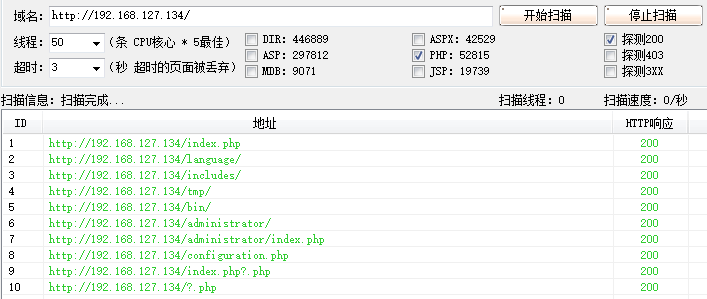 域名: http://192.168.127.134/ 开始扫描 停止扫描
线程: 50 (条 CPU核心 * 5最佳) DIR: 446889 ASPX: 42529 探测200
ASP: 297812 PHP: 52815 探测403
超时: 3 (秒 超时的页面被丢弃) MDB: 9071 JSP: 19739 探测3XX
扫描信息: 扫描完成... 扫描线程: 0 扫描速度: 0/秒
ID 地址 HTTP响应
1 http://192.168.127.134/index.php 200
2 http://192.168.127.134/language/ 200
3 http://192.168.127.134/includes/ 200
4 http://192.168.127.134/tmp/ 200
5 http://192.168.127.134/bin/ 200
6 http://192.168.127.134/administrator/ 200
7 http://192.168.127.134/administrator/index.php 200
8 http://192.168.127.134/configuration.php 200
9 http://192.168.127.134/index.php?.php 200
10 http://192.168.127.134/?.php 200